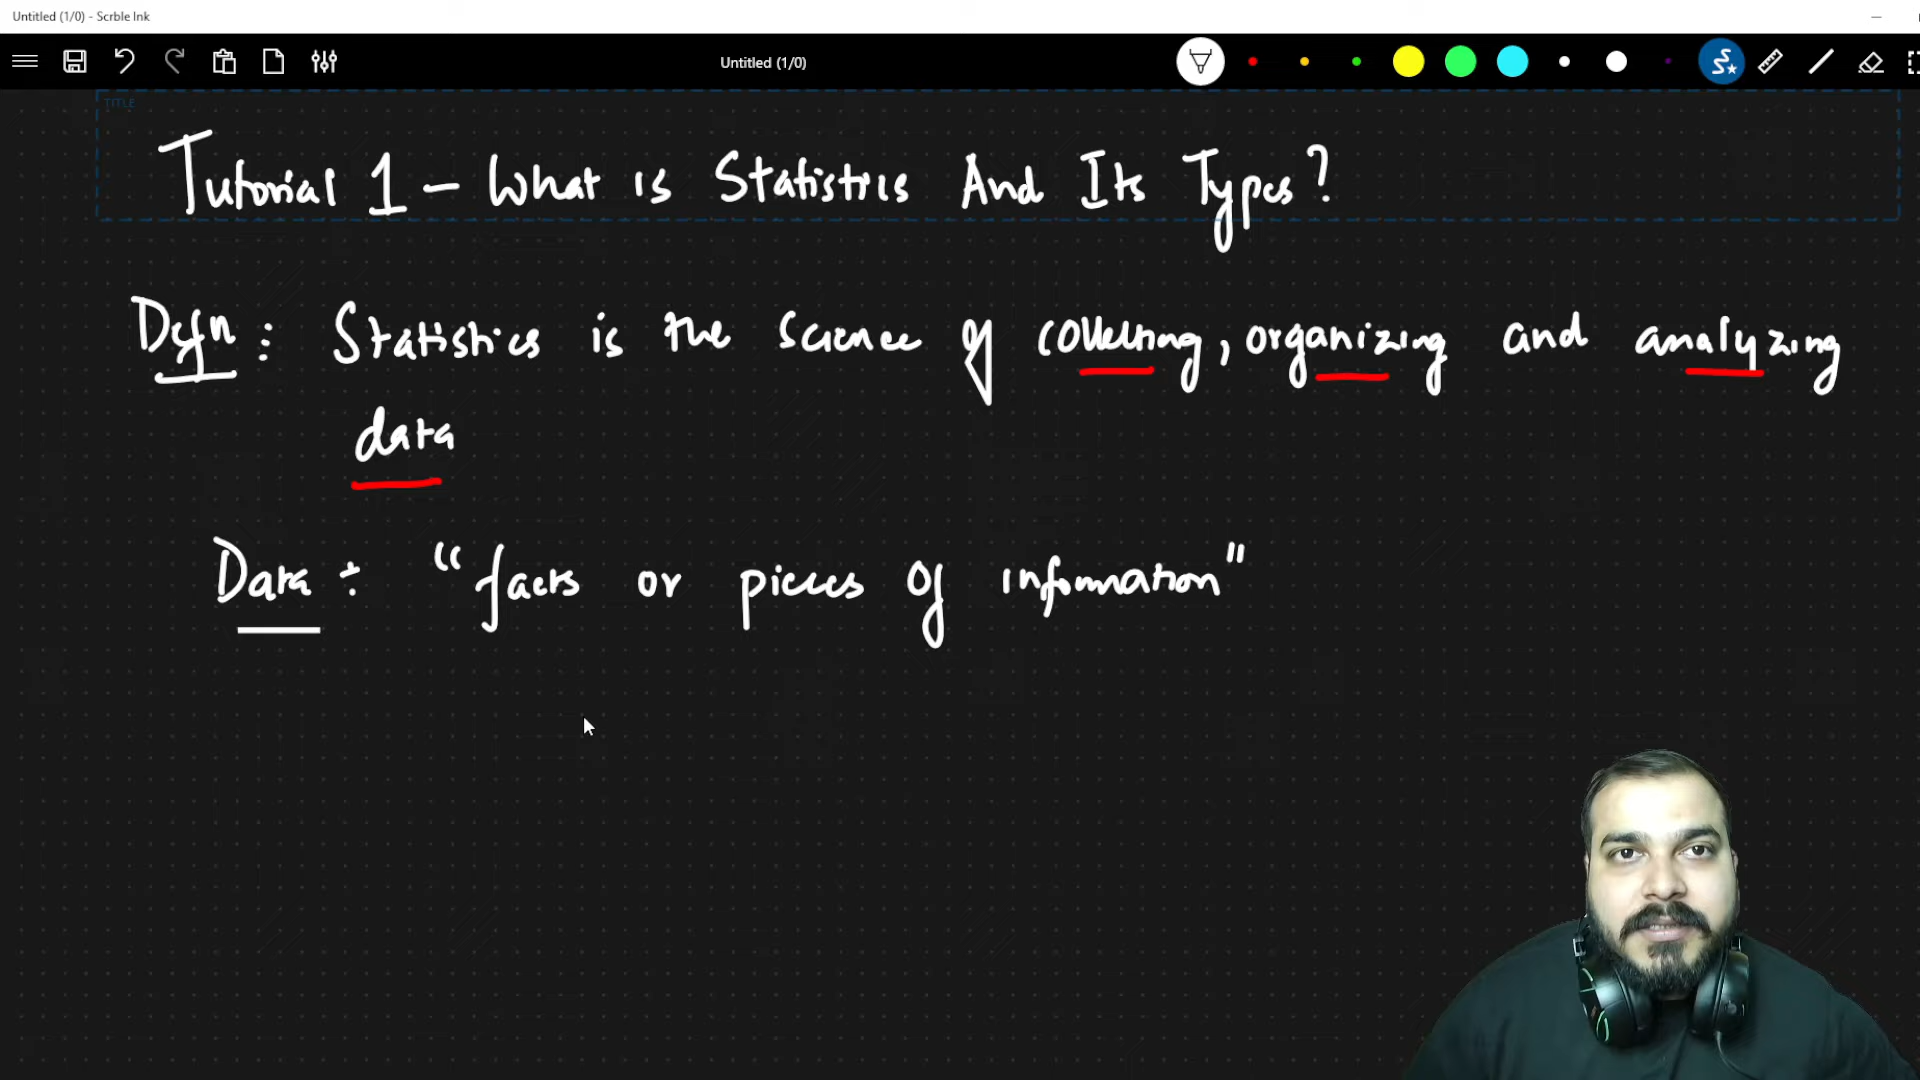 Untitled (1/0) - Scrble Ink
Untitled (1/0)
TITLE
Tutorial 1 - What is Statistics And Its Types?
Defn : Statistics is the science of collecting, organizing and analyzing
data
Data ÷ "facts or pieces of information"